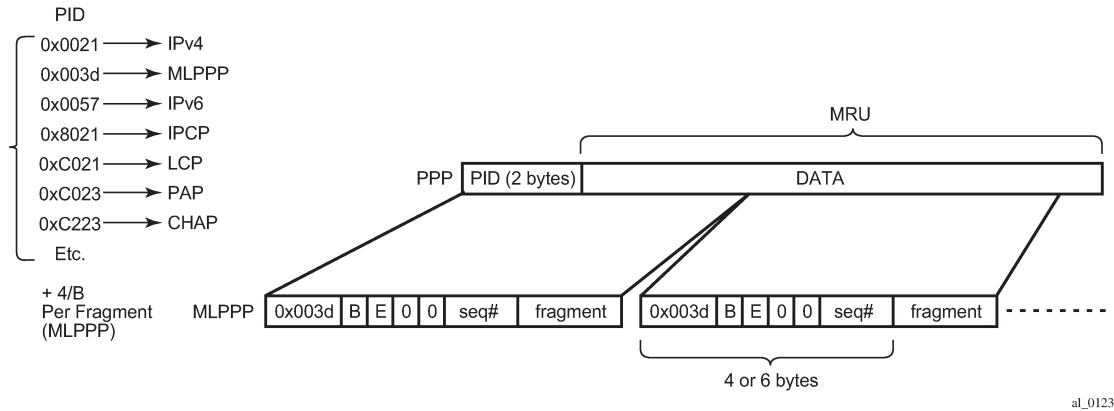 PID
0x0021 IPv4
0x003d MLPPP
0x0057 IPv6
0x8021 IPCP
0xC021 LCP
0xC023 PAP
0xC223 CHAP
Etc.
+ 4/B
Per Fragment
(MLPPP)
MRU
PPP PID (2 bytes) DATA
MLPPP 0x003d B E 0 0 seq# fragment 0x003d B E 0 0 seq# fragment
4 or 6 bytes
al_0123